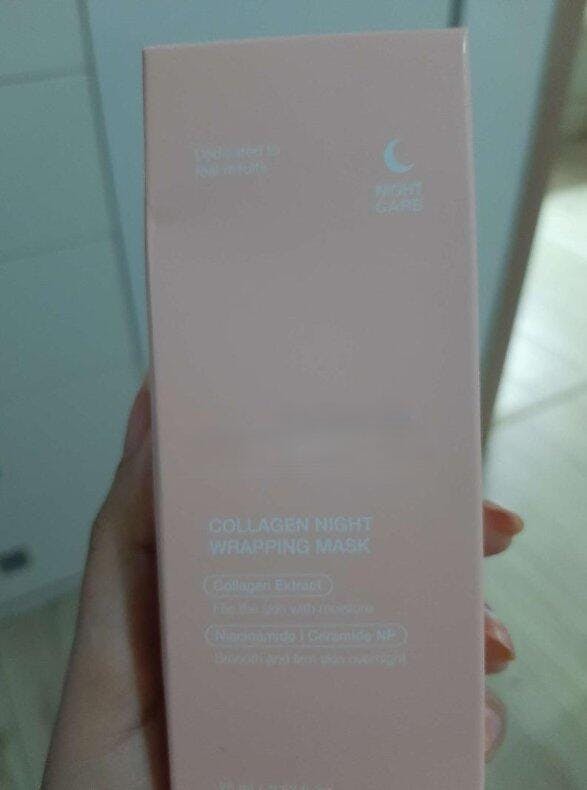 Dedicated to
real results
NIGHT
CARE
COLLAGEN NIGHT
WRAPPING MASK
Collagen Extract
Fills the skin with moisture
Niacinamide | Ceramide NP
Smooth and firm skin overnight